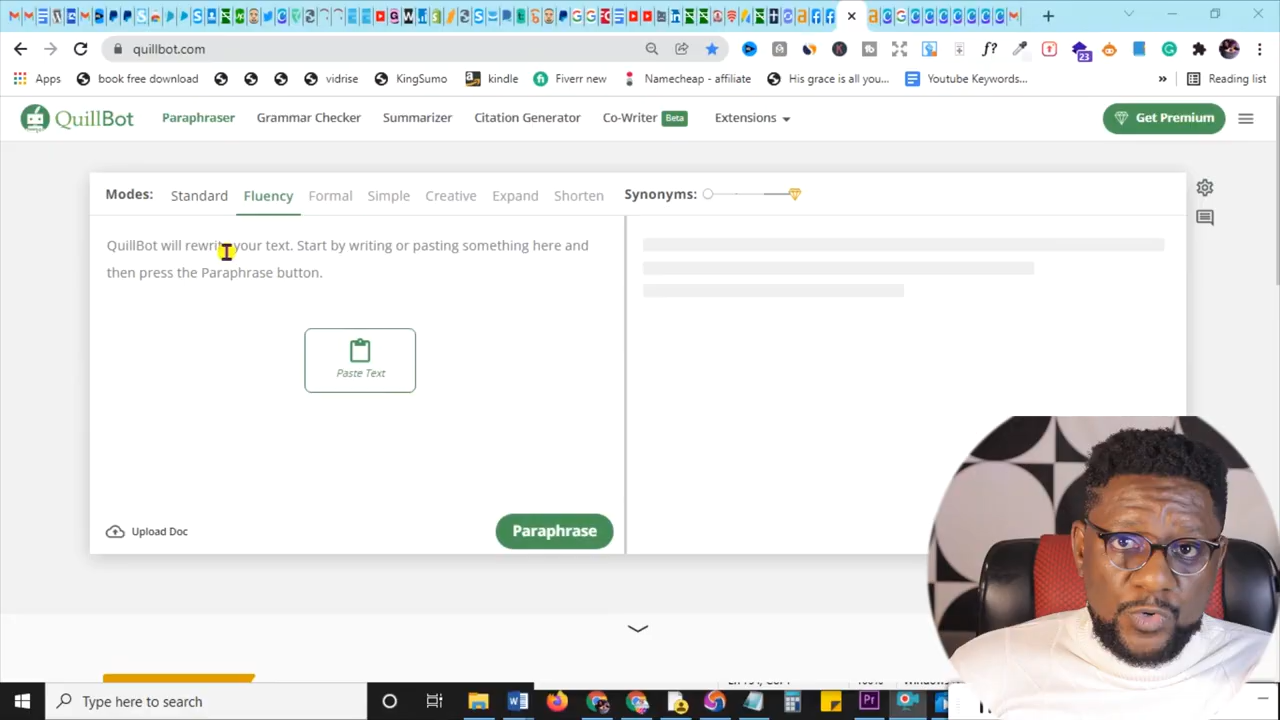 quillbot.com
23
Apps
book free download
vidrise
KingSumo
kindle
Fiverr new
Namecheap - affiliate
His grace is all you...
Youtube Keywords...
»
Reading list
QuillBot
Paraphraser
Grammar Checker
Summarizer
Citation Generator
Co-Writer
Beta
Extensions
Get Premium
Modes:
Standard
Fluency
Formal
Simple
Creative
Expand
Shorten
Synonyms:
QuillBot will rewrite your text. Start by writing or pasting something here and
then press the Paraphrase button.
Paste Text
Upload Doc
Paraphrase
Type here to search